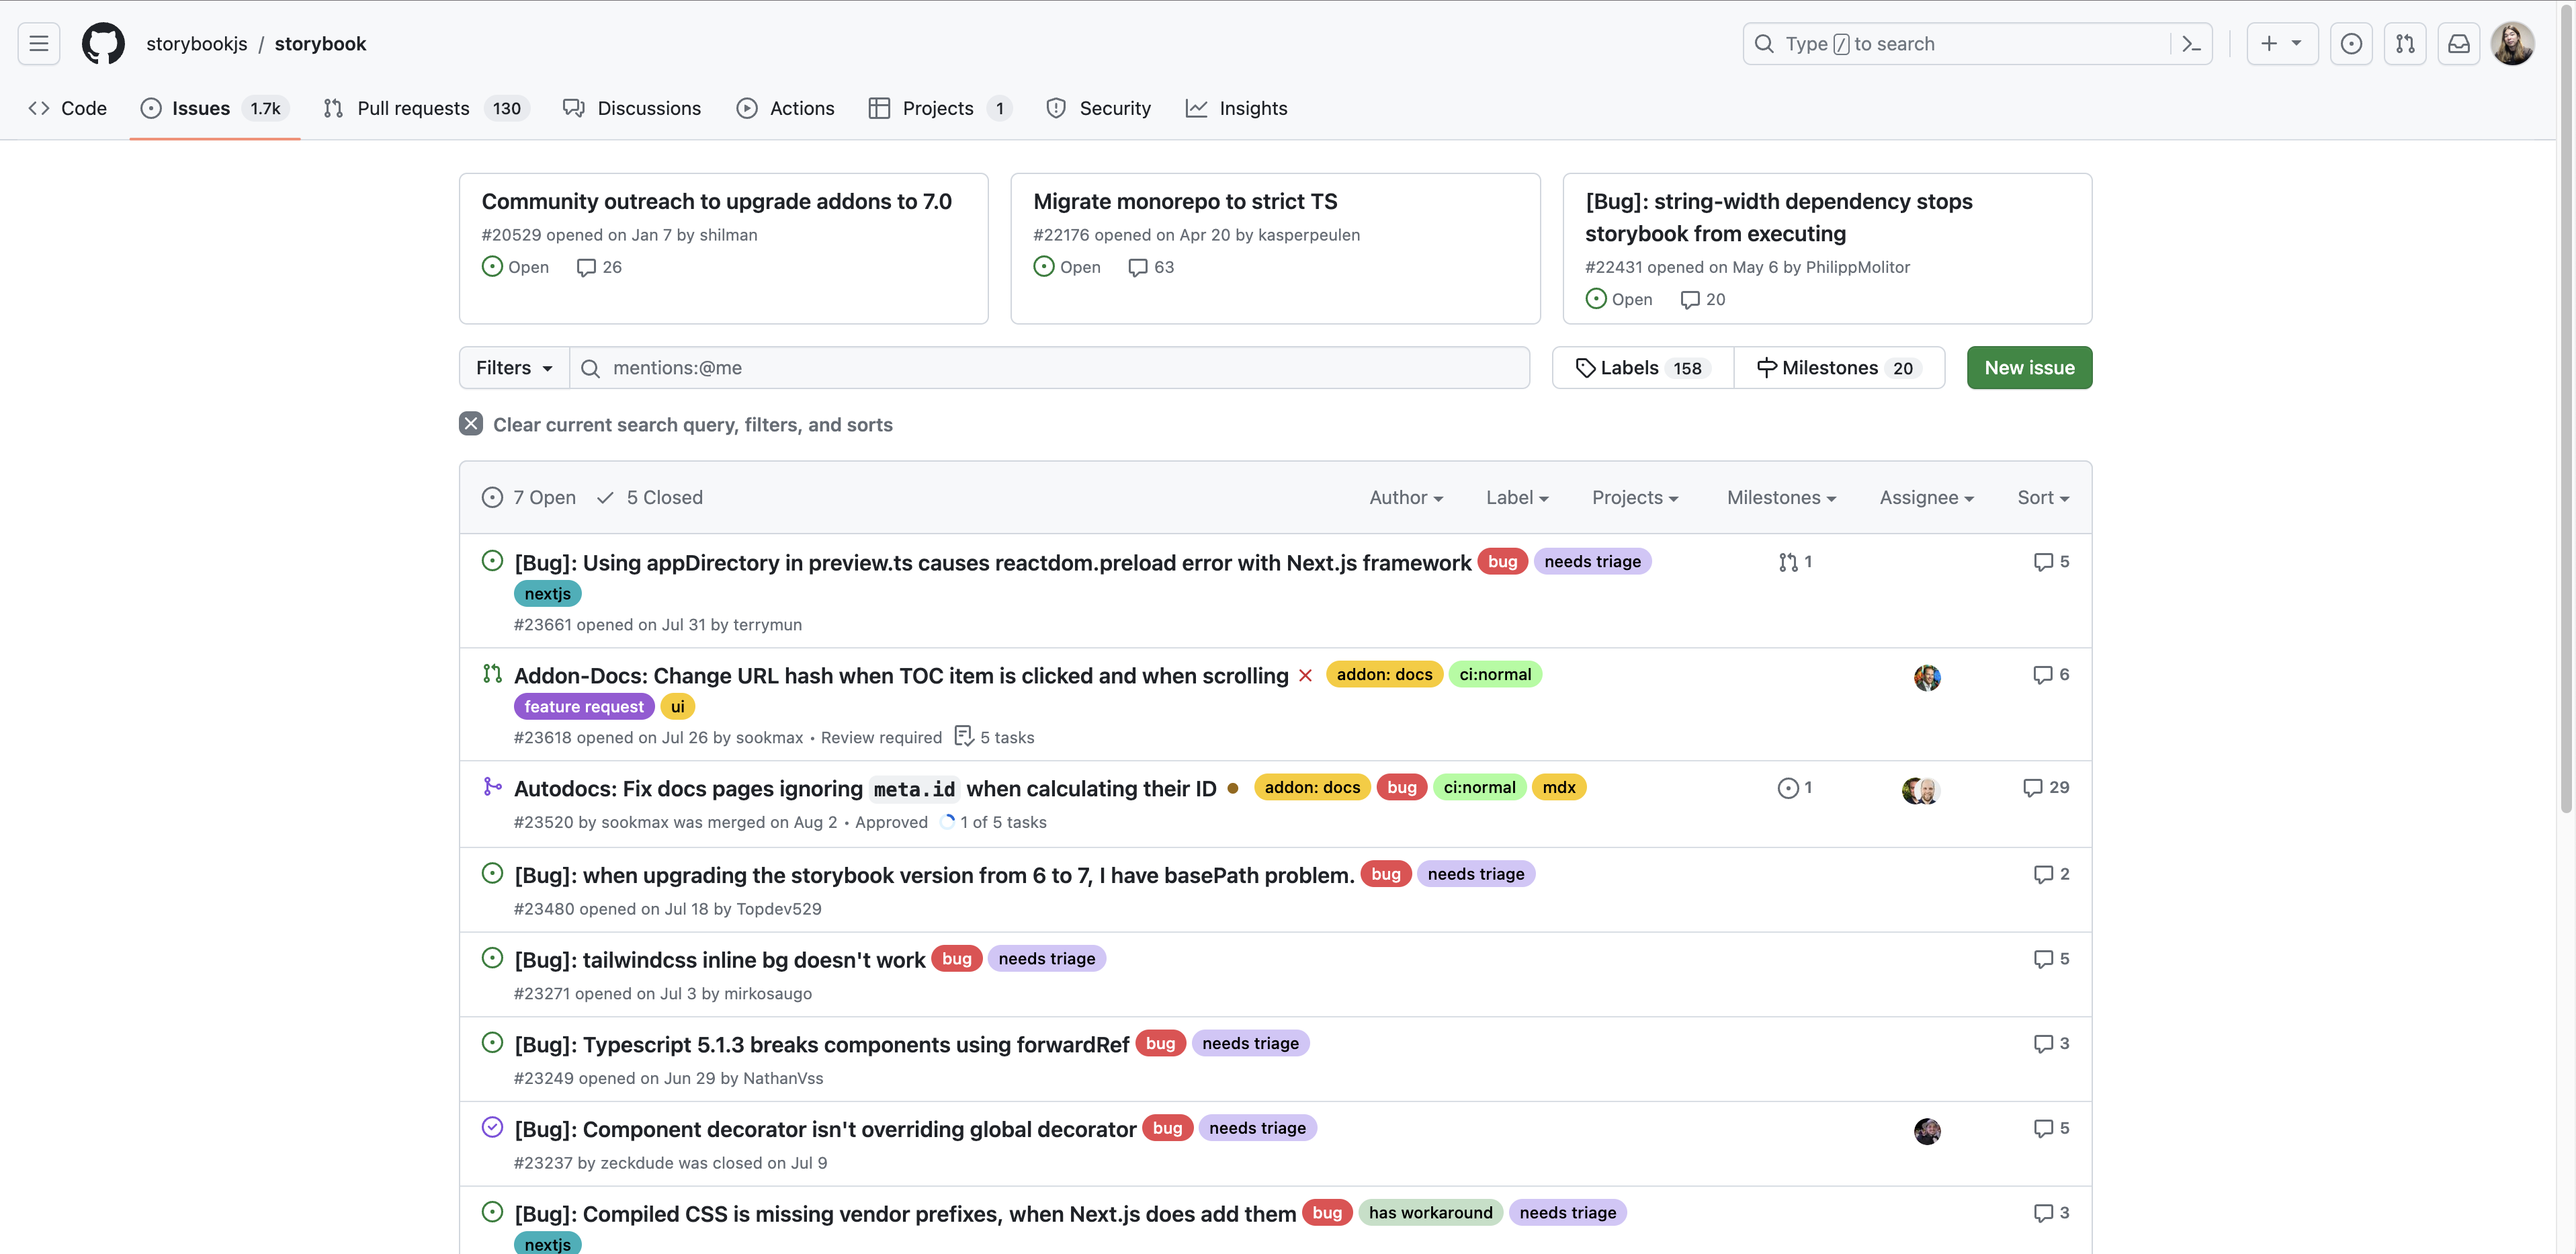 storybookjs / storybook
Type / to search
Code
Issues 1.7k
Pull requests 130
Discussions
Actions
Projects 1
Security
Insights
Community outreach to upgrade addons to 7.0
#20529 opened on Jan 7 by shilman
Open 26
Migrate monorepo to strict TS
#22176 opened on Apr 20 by kasperpeulen
Open 63
[Bug]: string-width dependency stops
storybook from executing
#22431 opened on May 6 by PhilippMolitor
Open 20
Filters
mentions:@me
Labels 158
Milestones 20
New issue
Clear current search query, filters, and sorts
7 Open 5 Closed
Author
Label
Projects
Milestones
Assignee
Sort
[Bug]: Using appDirectory in preview.ts causes reactdom.preload error with Next.js framework bug needs triage 1 5
nextjs
#23661 opened on Jul 31 by terrymun
Addon-Docs: Change URL hash when TOC item is clicked and when scrolling addon: docs ci:normal 6
feature request ui
#23618 opened on Jul 26 by sookmax • Review required 5 tasks
Autodocs: Fix docs pages ignoring meta.id when calculating their ID addon: docs bug ci:normal mdx 1 29
#23520 by sookmax was merged on Aug 2 • Approved 1 of 5 tasks
[Bug]: when upgrading the storybook version from 6 to 7, I have basePath problem. bug needs triage 2
#23480 opened on Jul 18 by Topdev529
[Bug]: tailwindcss inline bg doesn't work bug needs triage 5
#23271 opened on Jul 3 by mirkosaugo
[Bug]: Typescript 5.1.3 breaks components using forwardRef bug needs triage 3
#23249 opened on Jun 29 by NathanVss
[Bug]: Component decorator isn't overriding global decorator bug needs triage 5
#23237 by zeckdude was closed on Jul 9
[Bug]: Compiled CSS is missing vendor prefixes, when Next.js does add them bug has workaround needs triage 3
nextjs